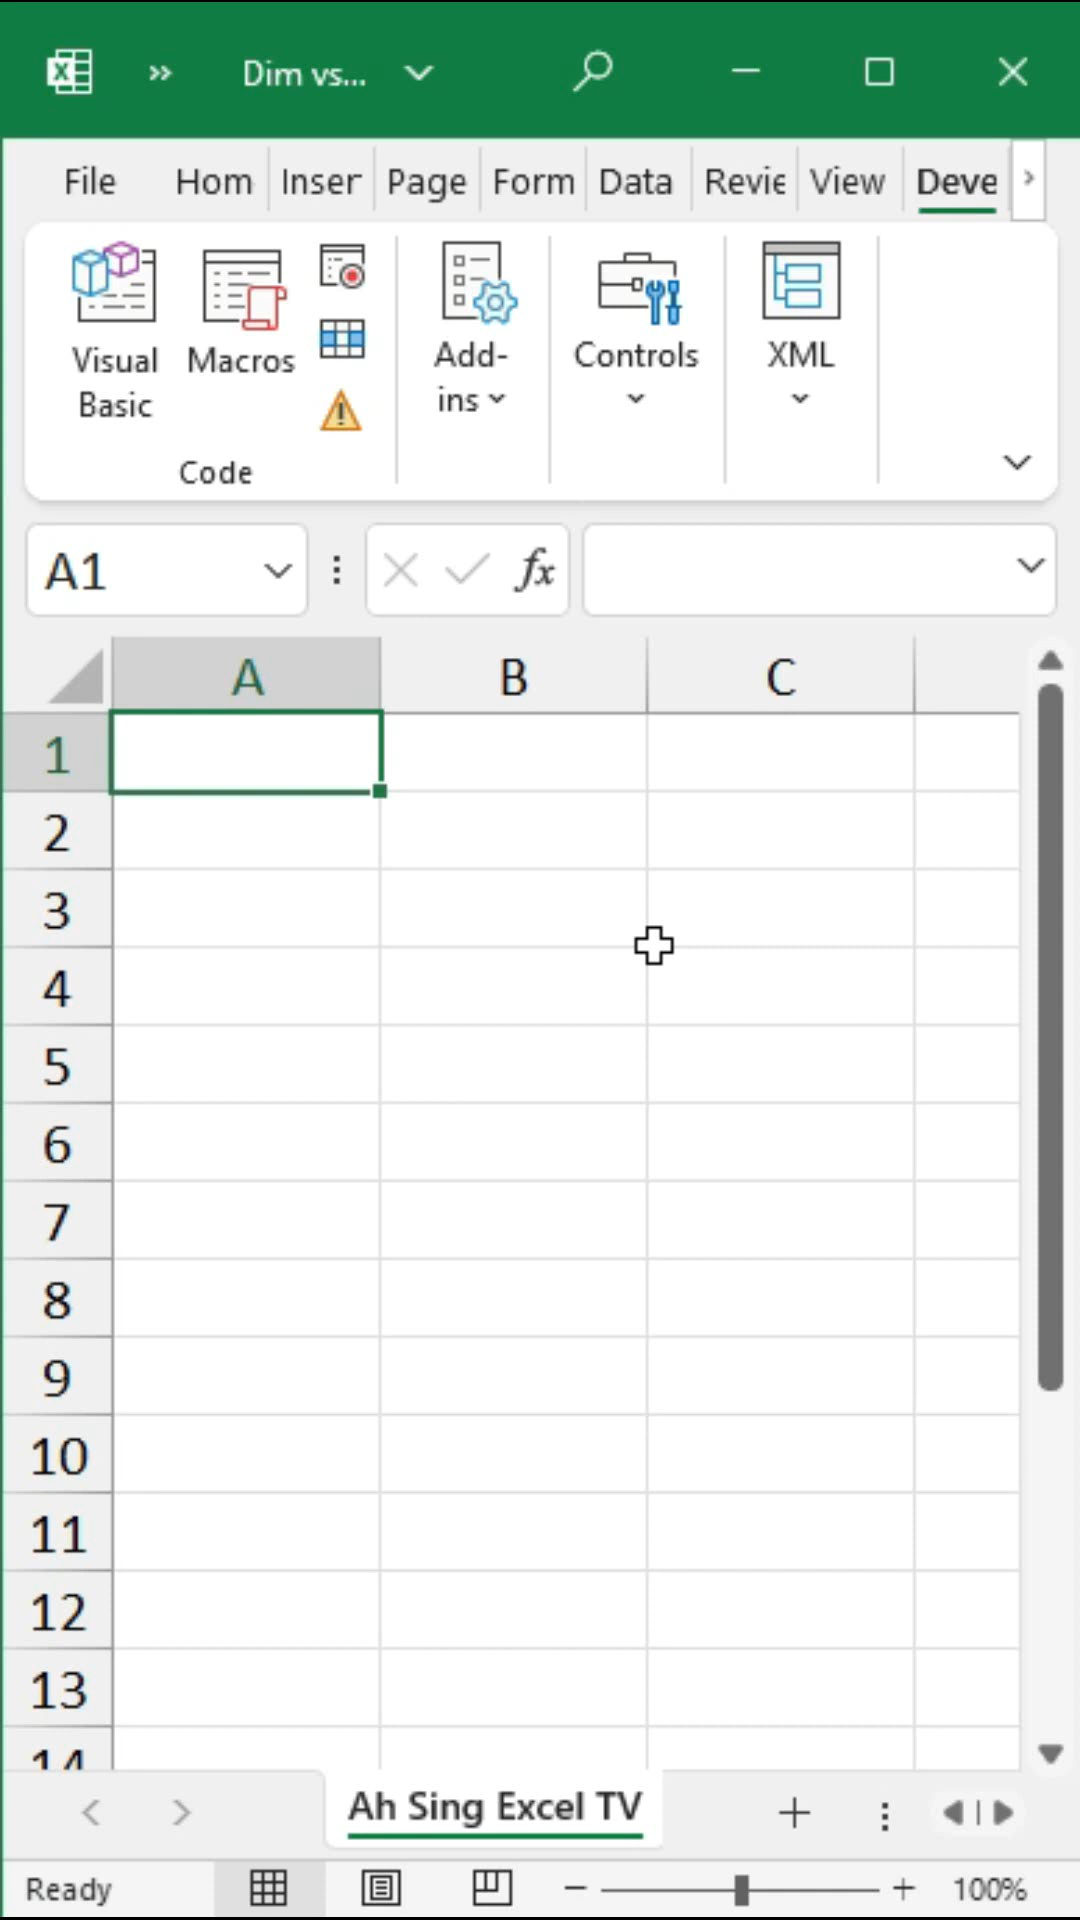 Dim vs...
File Hom Inser Page Form Data Revie View Deve
Visual Basic
Macros
Add-ins
Controls
XML
Code
A1
fx
A B C
1
2
3
4
5
6
7
8
9
10
11
12
13
14
Ah Sing Excel TV
Ready
100%